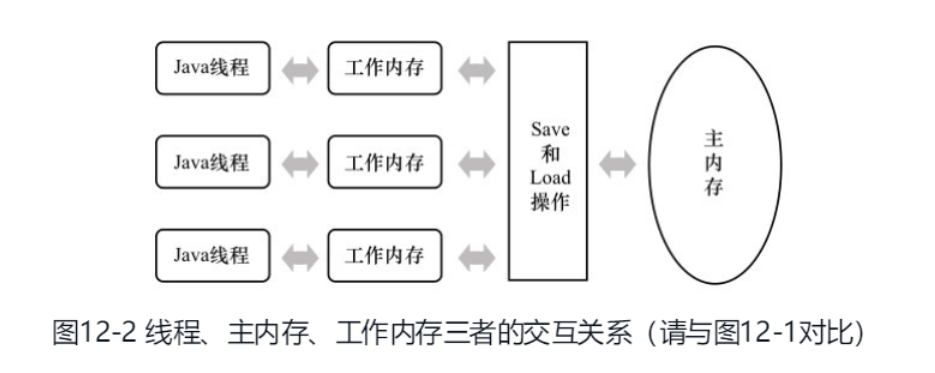 Java线程
工作内存
Java线程
工作内存
Java线程
工作内存
Save
和
Load
操作
主
内
存
图12-2 线程、主内存、工作内存三者的交互关系（请与图12-1对比）